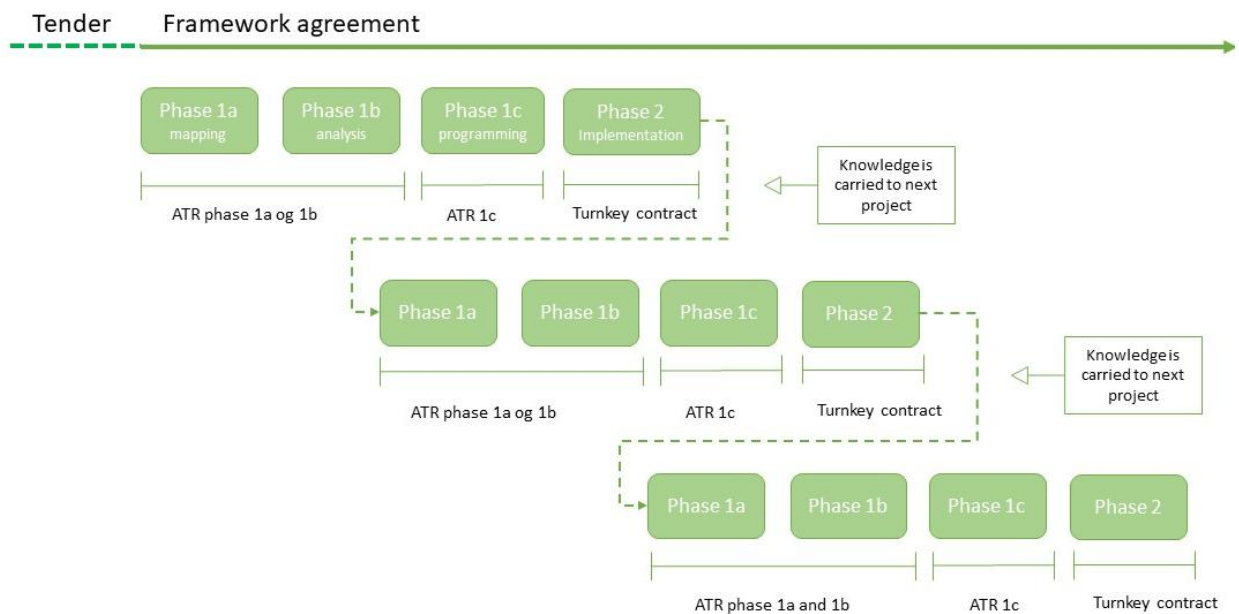 Tender
Framework agreement
Phase 1a
mapping
Phase 1b
analysis
Phase 1c
programming
Phase 2
Implementation
Knowledge is
carried to next
project
ATR phase 1a og 1b
ATR 1c
Turnkey contract
Phase 1a
Phase 1b
Phase 1c
Phase 2
Knowledge is
carried to next
project
ATR phase 1a og 1b
ATR 1c
Turnkey contract
Phase 1a
Phase 1b
Phase 1c
Phase 2
ATR phase 1a and 1b
ATR 1c
Turnkey contract